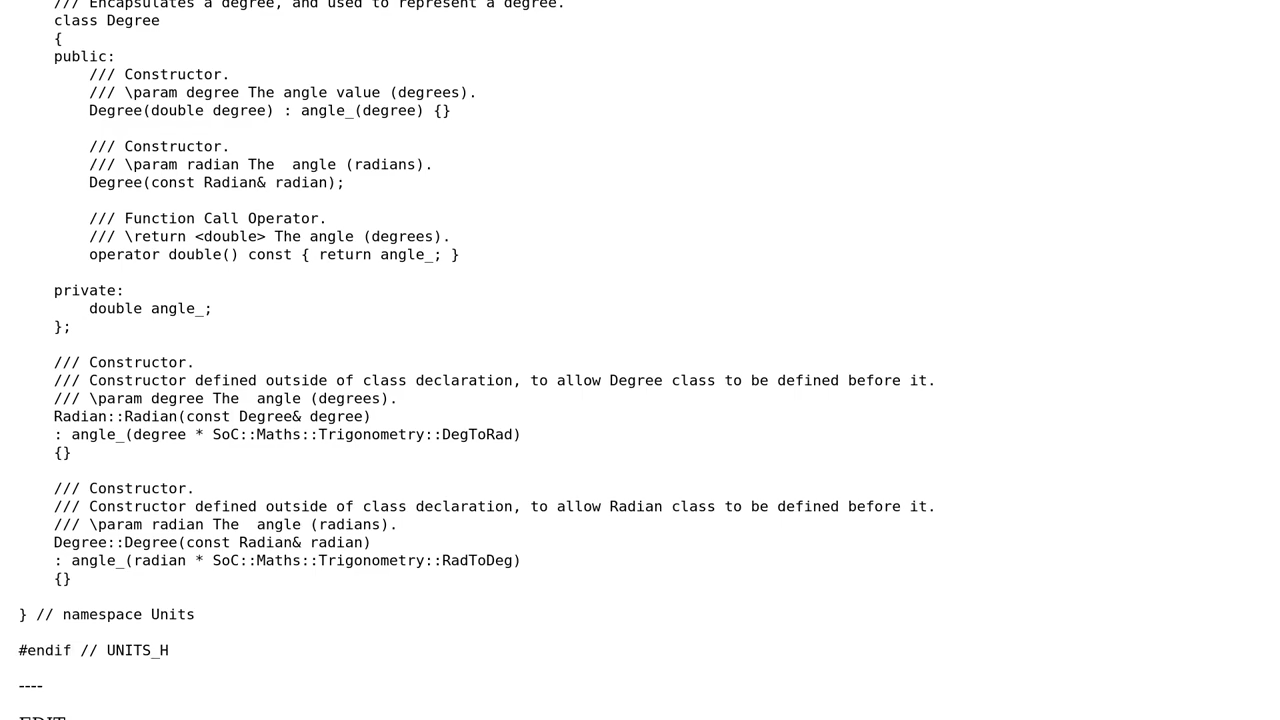 /// Encapsulates a degree, and used to represent a degree.
class Degree
{
public:
/// Constructor.
/// \param degree The angle value (degrees).
Degree(double degree) : angle_(degree) {}
/// Constructor.
/// \param radian The  angle (radians).
Degree(const Radian& radian);
/// Function Call Operator.
/// \return <double> The angle (degrees).
operator double() const { return angle_; }
private:
double angle_;
};
/// Constructor.
/// Constructor defined outside of class declaration, to allow Degree class to be defined before it.
/// \param degree The  angle (degrees).
Radian::Radian(const Degree& degree)
: angle_(degree * SoC::Maths::Trigonometry::DegToRad)
{}
/// Constructor.
/// Constructor defined outside of class declaration, to allow Radian class to be defined before it.
/// \param radian The  angle (radians).
Degree::Degree(const Radian& radian)
: angle_(radian * SoC::Maths::Trigonometry::RadToDeg)
{}
} // namespace Units
#endif // UNITS_H
----
EDIT